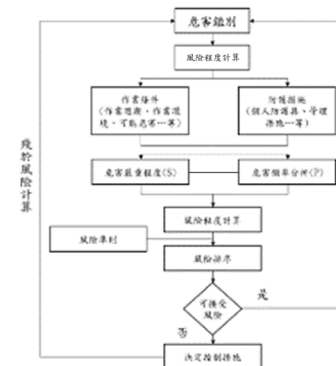 危害鑑別
風險程度計算
作業條件
(作業週期、作業環
境、可能危害…等)
防護措施
(個人防護具、管理
措施…等)
危害嚴重程度(S)
危害頻率分析(P)
風險程度計算
風險準則
風險排序
可接受
風險
是
否
決定控制措施
殘餘風險計算